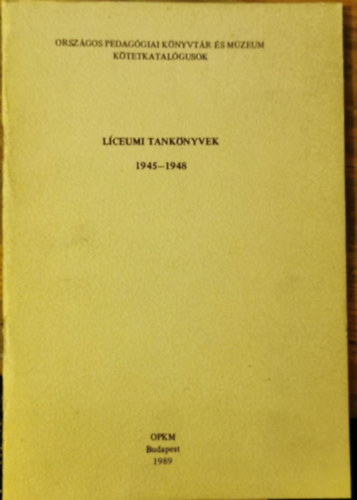 ORSZÁGOS PEDAGÓGIAI KÖNYVTÁR ÉS MÚZEUM
KÖTETKATALÓGUSOK
LÍCEUMI TANKÖNYVEK
1945–1948
OPKM
Budapest
1989